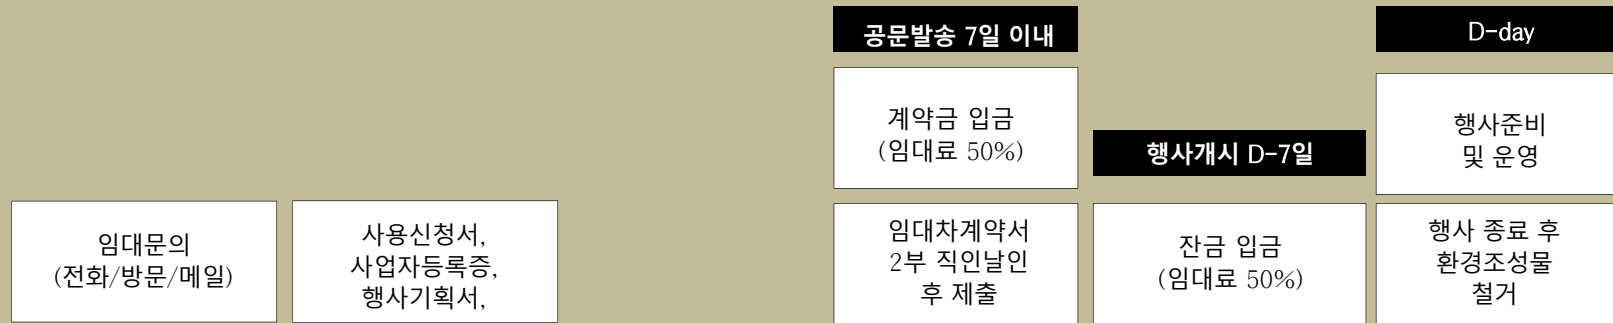 임대문의
(전화/방문/메일)
사용신청서,
사업자등록증,
행사기획서,
공문발송 7일 이내
계약금 입금
(임대료 50%)
임대차계약서
2부 직인날인
후 제출
행사개시 D-7일
잔금 입금
(임대료 50%)
D-day
행사준비
및 운영
행사 종료 후
환경조성물
철거